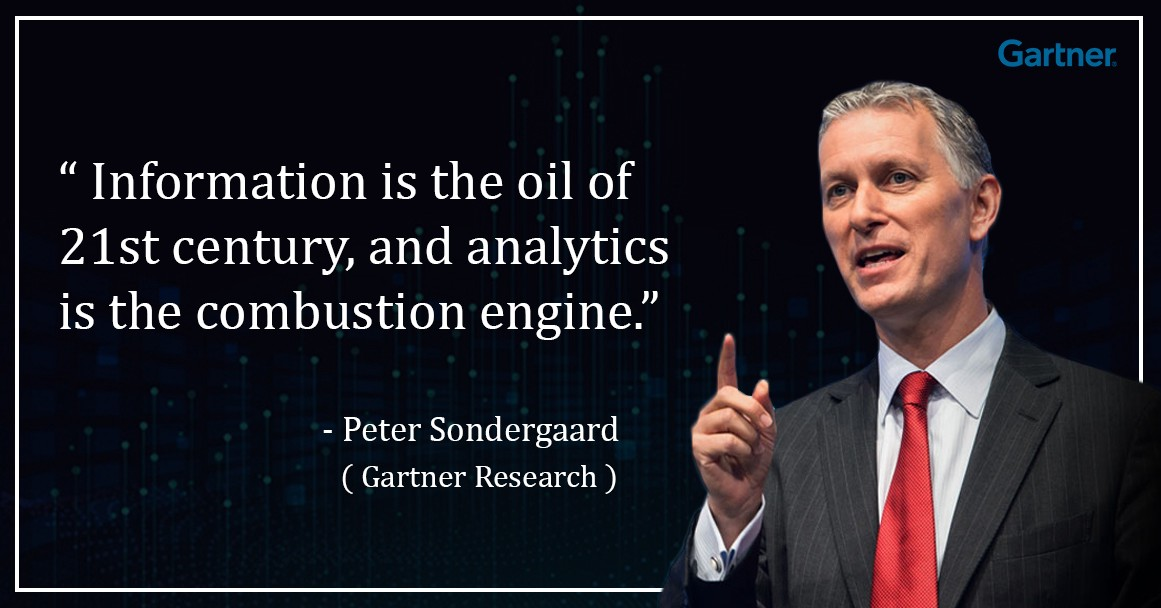 Gartner.
“ Information is the oil of
21st century, and analytics
is the combustion engine.”
- Peter Sondergaard
( Gartner Research )